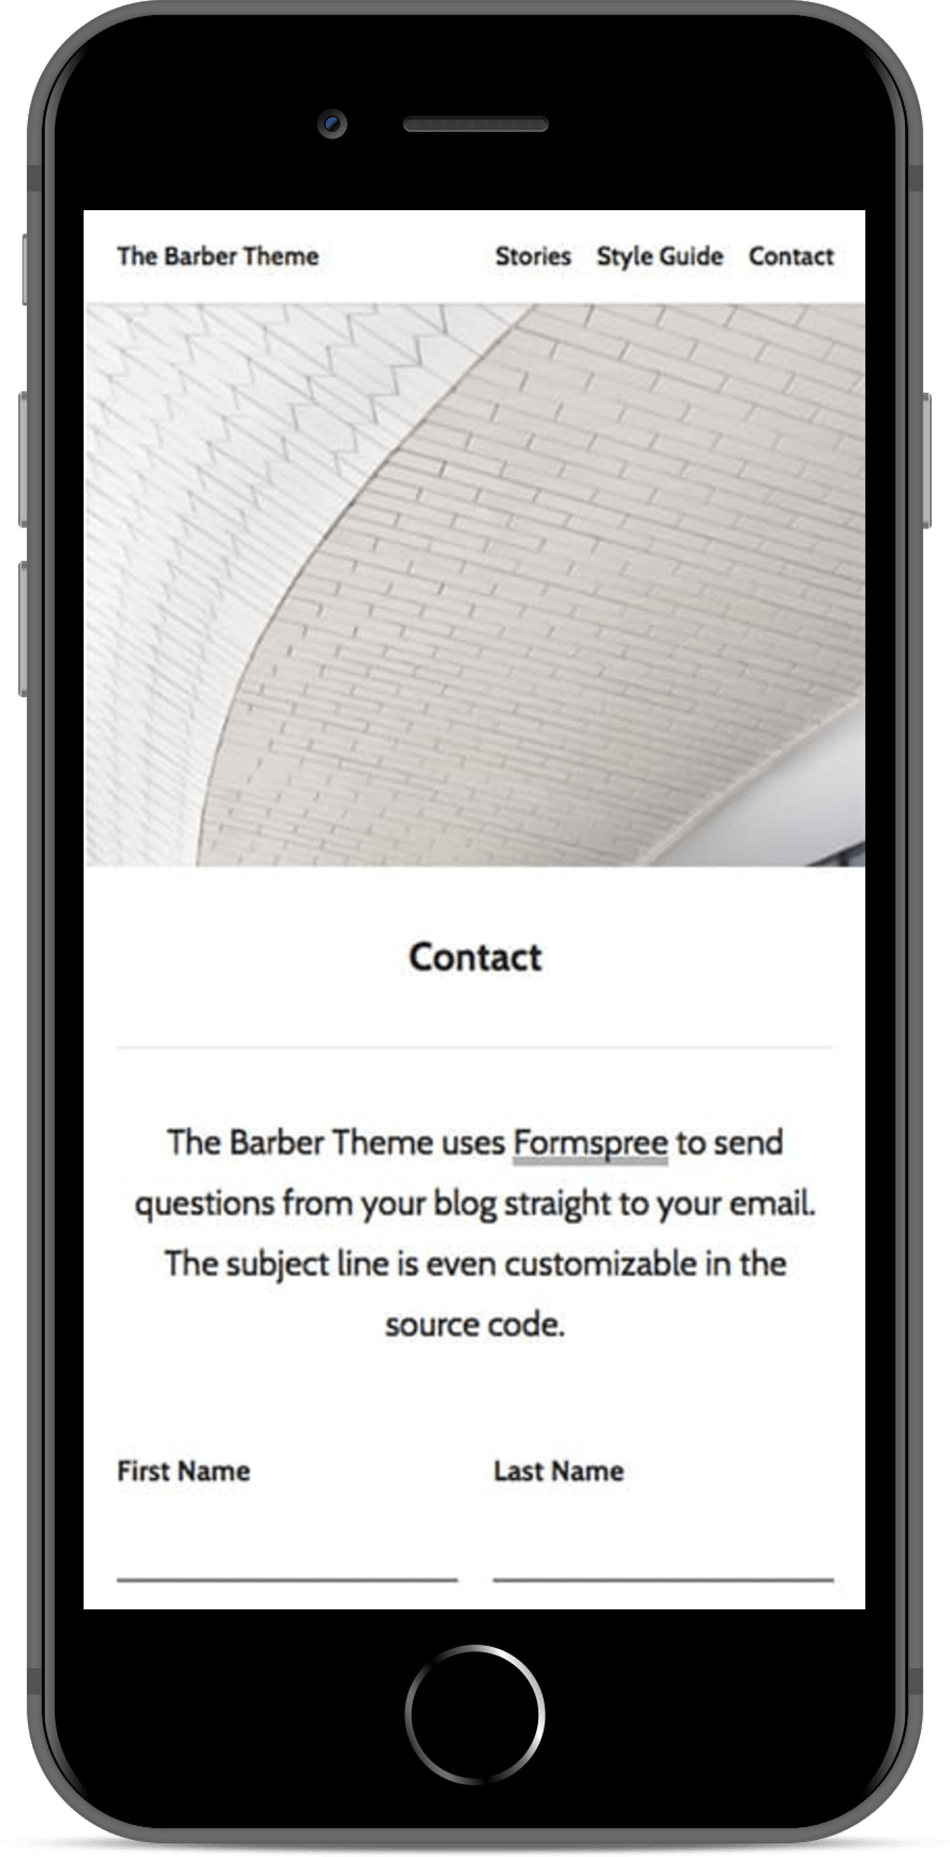 The Barber Theme Stories Style Guide Contact
Contact
The Barber Theme uses Formspree to send
questions from your blog straight to your email.
The subject line is even customizable in the
source code.
First Name Last Name